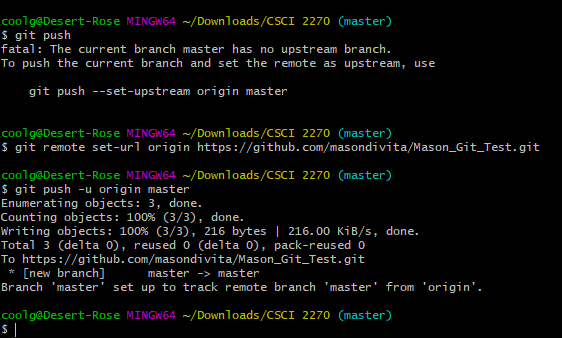 coolg@Desert-Rose MINGW64 ~/Downloads/CSCI 2270 (master)
$ git push
fatal: The current branch master has no upstream branch.
To push the current branch and set the remote as upstream, use
    git push --set-upstream origin master
coolg@Desert-Rose MINGW64 ~/Downloads/CSCI 2270 (master)
$ git remote set-url origin https://github.com/masondivita/Mason_Git_Test.git
coolg@Desert-Rose MINGW64 ~/Downloads/CSCI 2270 (master)
$ git push -u origin master
Enumerating objects: 3, done.
Counting objects: 100% (3/3), done.
Writing objects: 100% (3/3), 216 bytes | 216.00 KiB/s, done.
Total 3 (delta 0), reused 0 (delta 0), pack-reused 0
To https://github.com/masondivita/Mason_Git_Test.git
 * [new branch]      master -> master
Branch 'master' set up to track remote branch 'master' from 'origin'.
coolg@Desert-Rose MINGW64 ~/Downloads/CSCI 2270 (master)
$